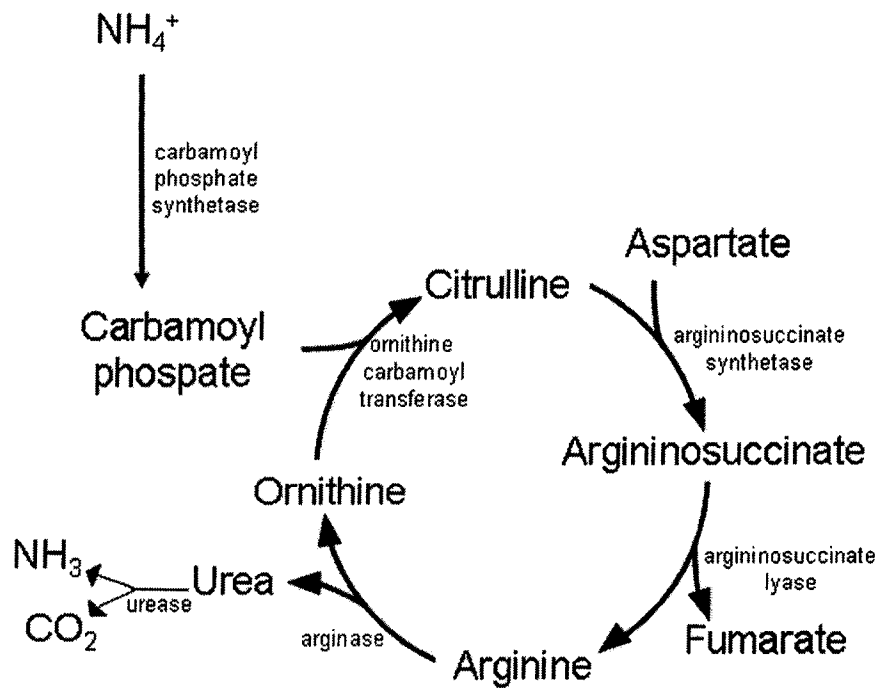 NH₄⁺
carbamoyl
phosphate
synthetase
Aspartate
Citrulline
Carbamoyl
phospate
ornithine
carbamoyl
transferase
argininosuccinate
synthetase
Argininosuccinate
Ornithine
NH₃
Urea
urease
CO₂
arginase
argininosuccinate
lyase
Fumarate
Arginine